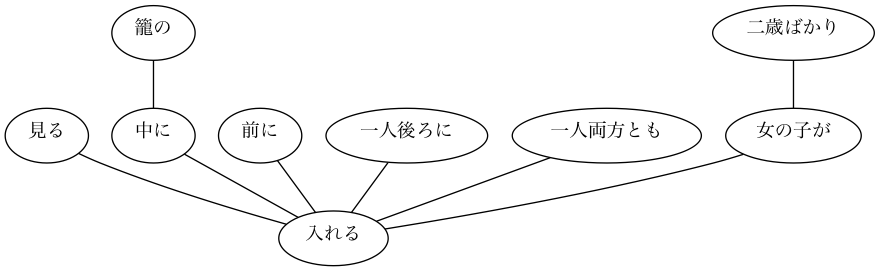 籠の
二歳ばかり
見る
中に
前に
一人後ろに
一人両方とも
女の子が
入れる